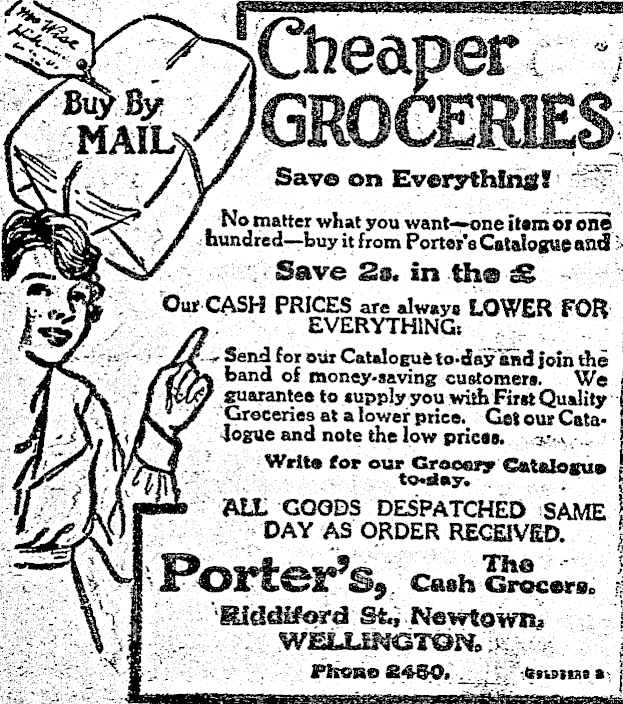 Mrs Wise
Buy By
MAIL
Cheaper
GROCERIES
Save on Everything!
No matter what you want—one item or one
hundred—buy it from Porter's Catalogue and
Save 2s. in the £
Our CASH PRICES are always LOWER FOR
EVERYTHING:
Send for our Catalogue to-day and join the
band of money-saving customers. We
guarantee to supply you with First Quality
Groceries at a lower price. Get our Cata-
logue and note the low prices.
Write for our Grocery Catalogue
to-day.
ALL GOODS DESPATCHED SAME
DAY AS ORDER RECEIVED.
Porter's, The
Cash Grocers.
Riddiford St., Newtown,
WELLINGTON.
Phone 2450.